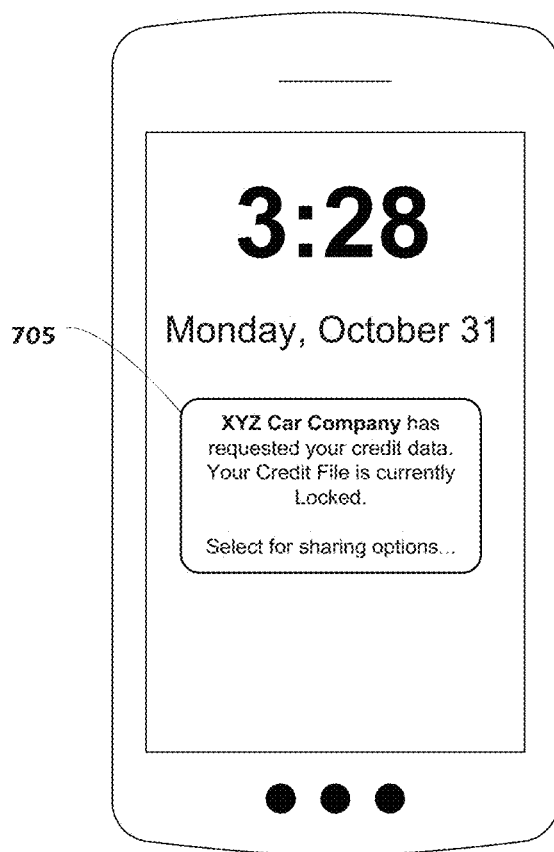 3:28
Monday, October 31
705
XYZ Car Company has
requested your credit data.
Your Credit File is currently
Locked.
Select for sharing options...